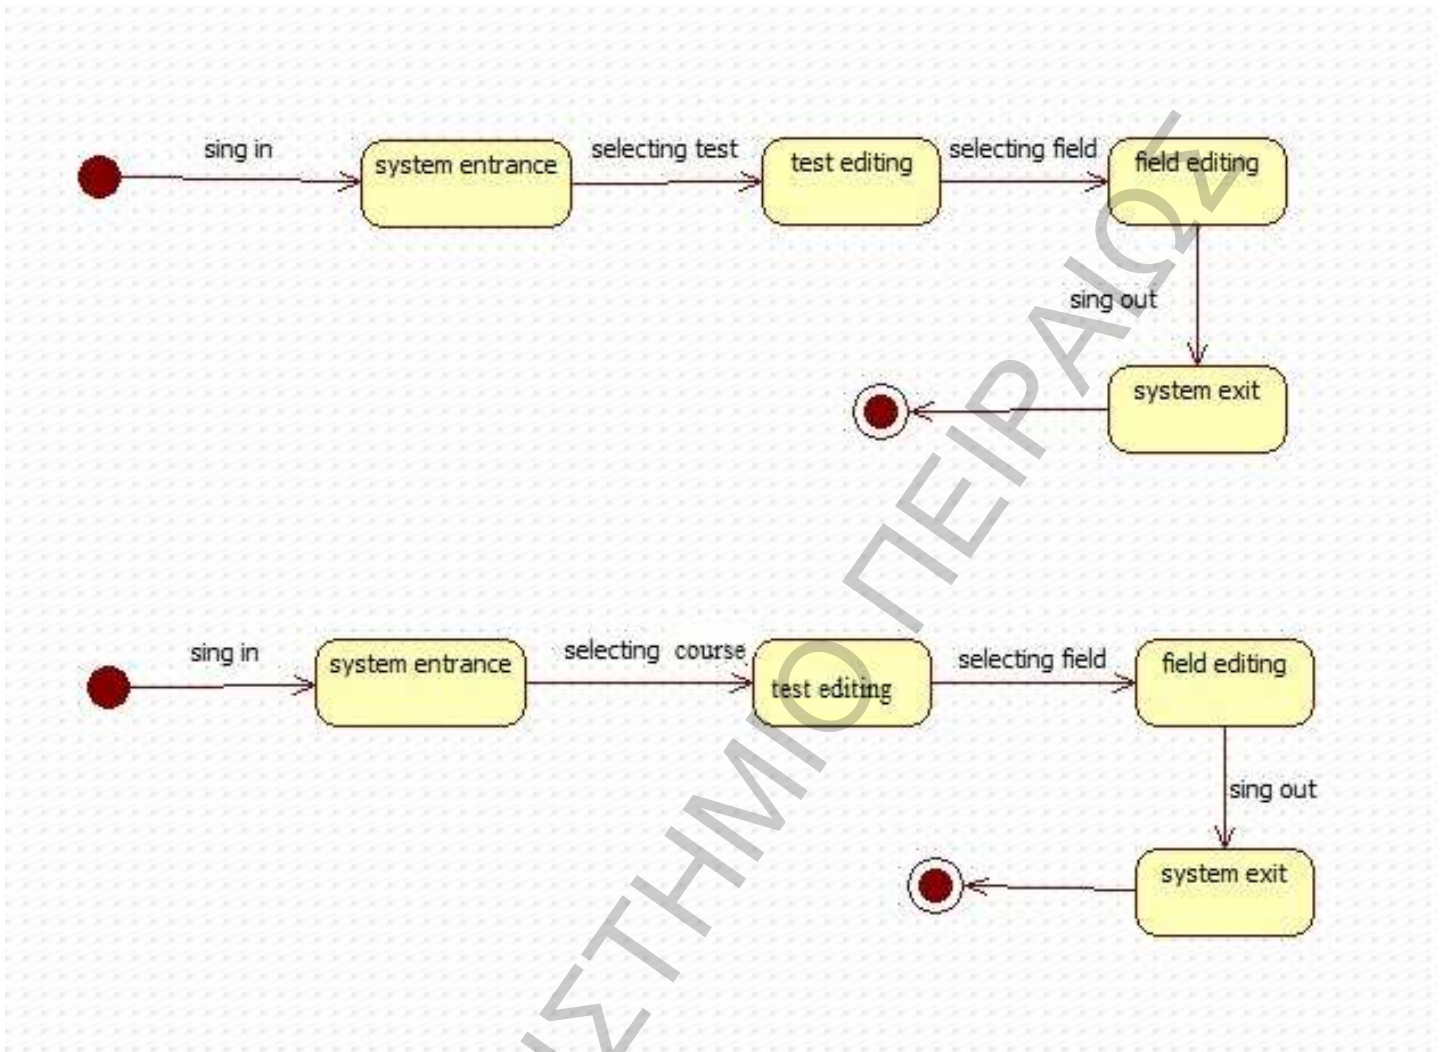 sing in
system entrance
selecting test
test editing
selecting field
field editing
sing out
system exit
sing in
system entrance
selecting course
test editing
selecting field
field editing
sing out
system exit
ΠΕΙΡΑΙΩΣ